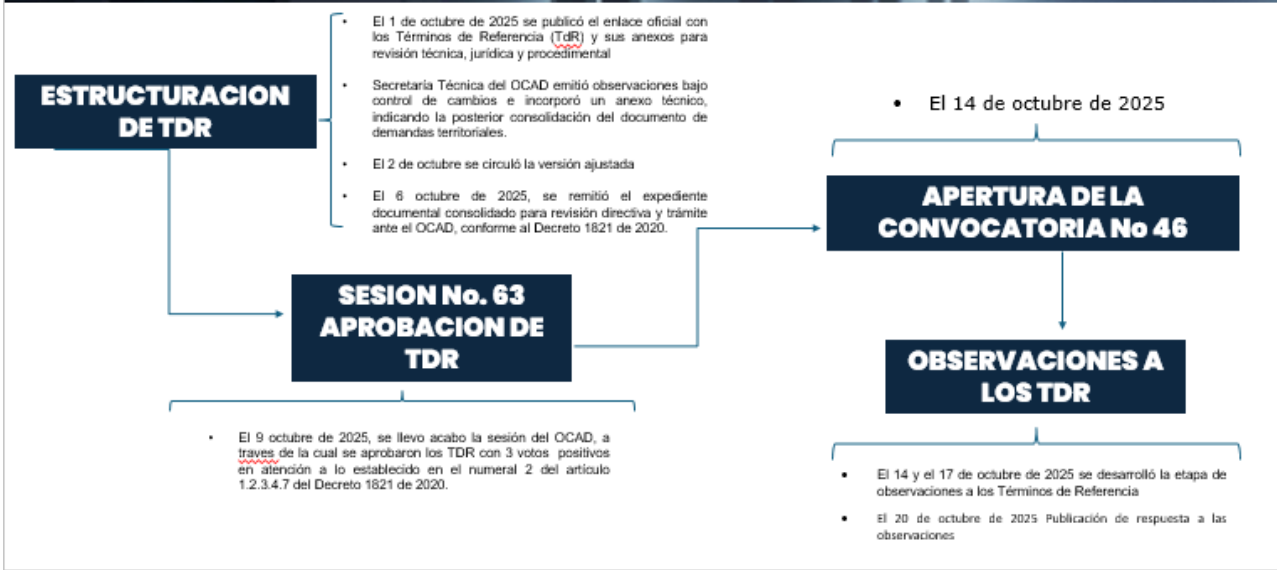 ESTRUCTURACION
DE TDR
• El 1 de octubre de 2025 se publicó el enlace oficial con
los Términos de Referencia (TdR) y sus anexos para
revisión técnica, jurídica y procedimental
• Secretaría Técnica del OCAD emitió observaciones bajo
control de cambios e incorporó un anexo técnico,
indicando la posterior consolidación del documento de
demandas territoriales.
• El 2 de octubre se circuló la versión ajustada
• El 6 octubre de 2025, se remitió el expediente
documental consolidado para revisión directiva y trámite
ante el OCAD, conforme al Decreto 1821 de 2020.
SESION No. 63
APROBACION DE
TDR
• El 9 octubre de 2025, se llevo acabo la sesión del OCAD, a
traves de la cual se aprobaron los TDR con 3 votos positivos
en atención a lo establecido en el numeral 2 del artículo
1.2.3.4.7 del Decreto 1821 de 2020.
• El 14 de octubre de 2025
APERTURA DE LA
CONVOCATORIA No 46
OBSERVACIONES A
LOS TDR
• El 14 y el 17 de octubre de 2025 se desarrolló la etapa de
observaciones a los Términos de Referencia
• El 20 de octubre de 2025 Publicación de respuesta a las
observaciones